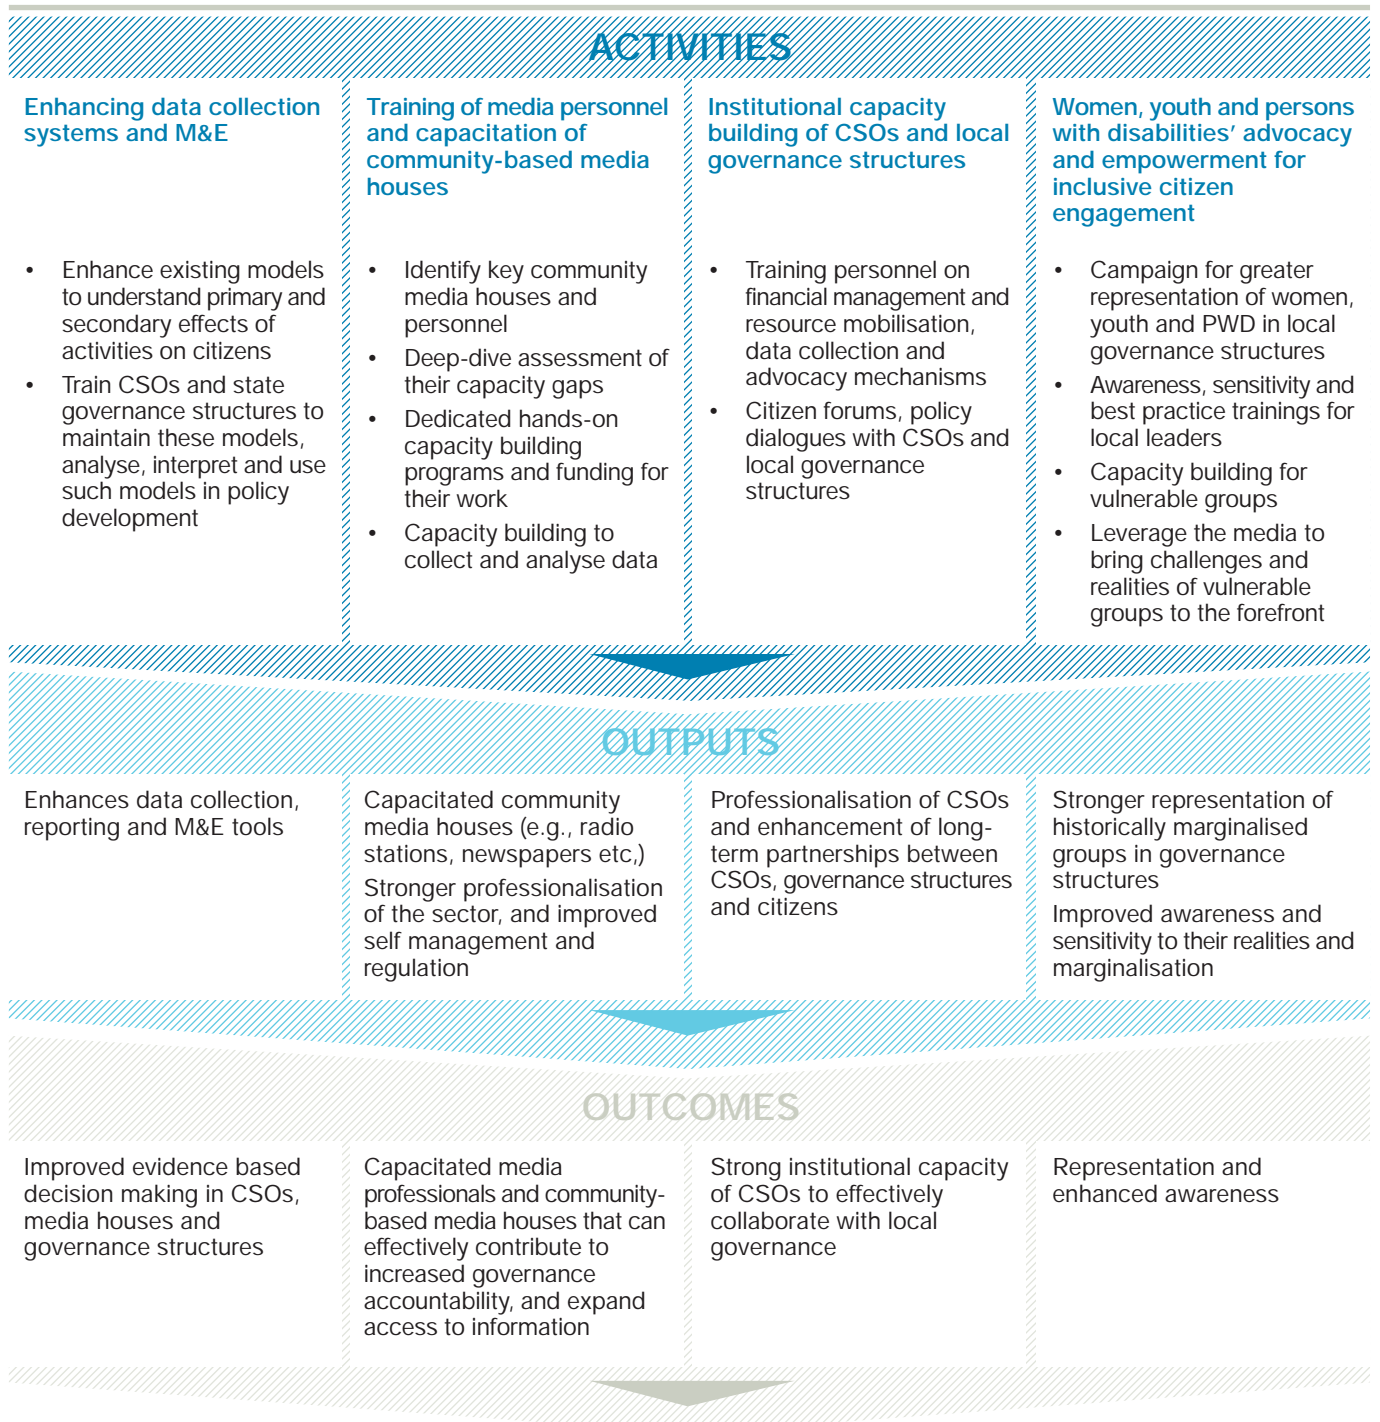 ACTIVITIES
Enhancing data collection
systems and M&E
• Enhance existing models
to understand primary and
secondary effects of
activities on citizens
• Train CSOs and state
governance structures to
maintain these models,
analyse, interpret and use
such models in policy
development
Training of media personnel
and capacitation of
community-based media
houses
• Identify key community
media houses and
personnel
• Deep-dive assessment of
their capacity gaps
• Dedicated hands-on
capacity building
programs and funding for
their work
• Capacity building to
collect and analyse data
Institutional capacity
building of CSOs and local
governance structures
• Training personnel on
financial management and
resource mobilisation,
data collection and
advocacy mechanisms
• Citizen forums, policy
dialogues with CSOs and
local governance
structures
Women, youth and persons
with disabilities' advocacy
and empowerment for
inclusive citizen
engagement
• Campaign for greater
representation of women,
youth and PWD in local
governance structures
• Awareness, sensitivity and
best practice trainings for
local leaders
• Capacity building for
vulnerable groups
• Leverage the media to
bring challenges and
realities of vulnerable
groups to the forefront
OUTPUTS
Enhances data collection,
reporting and M&E tools
Capacitated community
media houses (e.g., radio
stations, newspapers etc,)
Stronger professionalisation
of the sector, and improved
self management and
regulation
Professionalisation of CSOs
and enhancement of long-
term partnerships between
CSOs, governance structures
and citizens
Stronger representation of
historically marginalised
groups in governance
structures
Improved awareness and
sensitivity to their realities and
marginalisation
OUTCOMES
Improved evidence based
decision making in CSOs,
media houses and
governance structures
Capacitated media
professionals and community-
based media houses that can
effectively contribute to
increased governance
accountability, and expand
access to information
Strong institutional capacity
of CSOs to effectively
collaborate with local
governance
Representation and
enhanced awareness